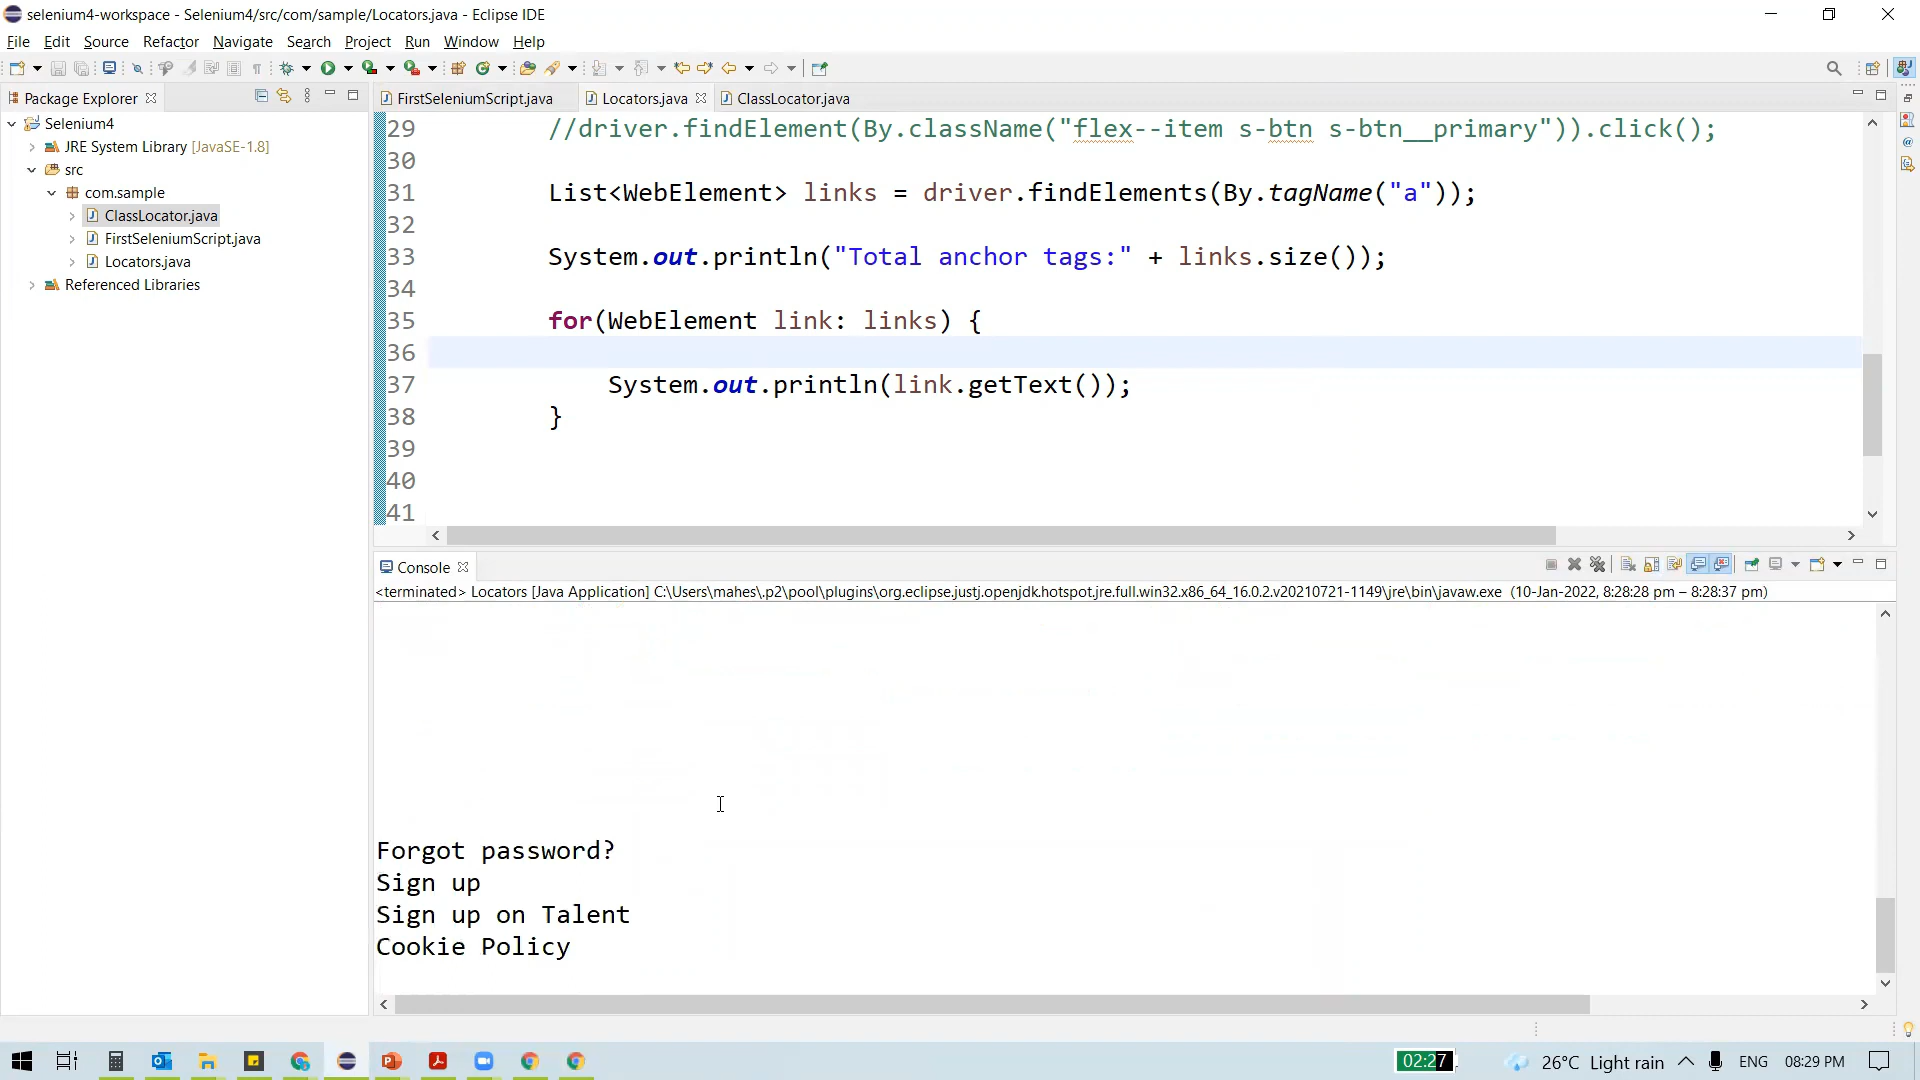 selenium4-workspace - Selenium4/src/com/sample/Locators.java - Eclipse IDE
File Edit Source Refactor Navigate Search Project Run Window Help
Package Explorer
FirstSeleniumScript.java
Locators.java
ClassLocator.java
Selenium4
JRE System Library [JavaSE-1.8]
src
com.sample
ClassLocator.java
FirstSeleniumScript.java
Locators.java
Referenced Libraries
29 //driver.findElement(By.className("flex--item s-btn s-btn__primary")).click();
30
31 List<WebElement> links = driver.findElements(By.tagName("a"));
32
33 System.out.println("Total anchor tags:" + links.size());
34
35 for(WebElement link: links) {
36
37 System.out.println(link.getText());
38 }
39
40
41
Console
<terminated> Locators [Java Application] C:\Users\mahes\.p2\pool\plugins\org.eclipse.justj.openjdk.hotspot.jre.full.win32.x86_64_16.0.2.v20210721-1149\jre\bin\javaw.exe (10-Jan-2022, 8:28:28 pm – 8:28:37 pm)
Forgot password?
Sign up
Sign up on Talent
Cookie Policy
02:27
26°C Light rain
ENG
08:29 PM